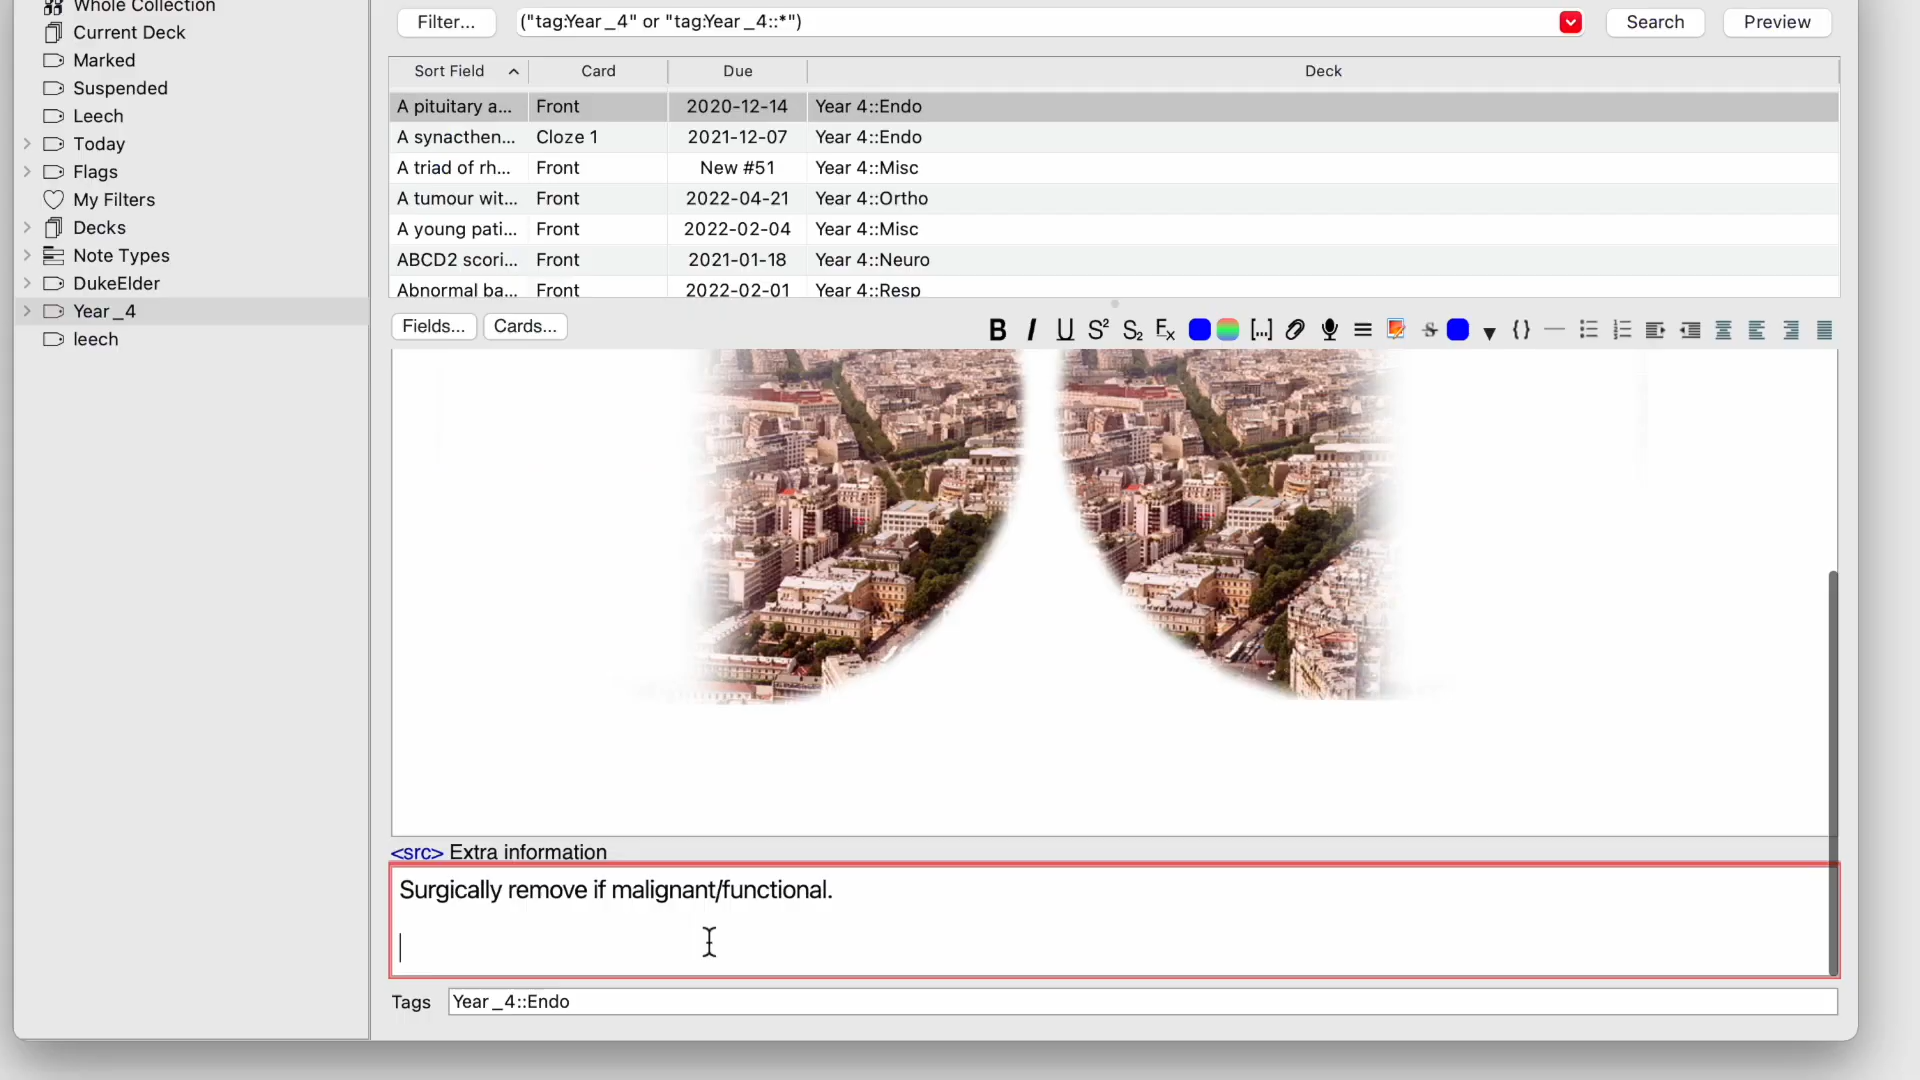 Whole Collection
Current Deck
Marked
Suspended
Leech
Today
Flags
My Filters
Decks
Note Types
DukeElder
Year_4
leech
Filter...
("tag:Year_4" or "tag:Year_4::*")
Search
Preview
Sort Field Card Due Deck
A pituitary a... Front 2020-12-14 Year 4::Endo
A synacthen... Cloze 1 2021-12-07 Year 4::Endo
A triad of rh... Front New #51 Year 4::Misc
A tumour wit... Front 2022-04-21 Year 4::Ortho
A young pati... Front 2022-02-04 Year 4::Misc
ABCD2 scori... Front 2021-01-18 Year 4::Neuro
Abnormal ba... Front 2022-02-01 Year 4::Resp
Fields... Cards... B I U S² S₂ Fx [...] S {}
<src> Extra information
Surgically remove if malignant/functional.
Tags Year_4::Endo